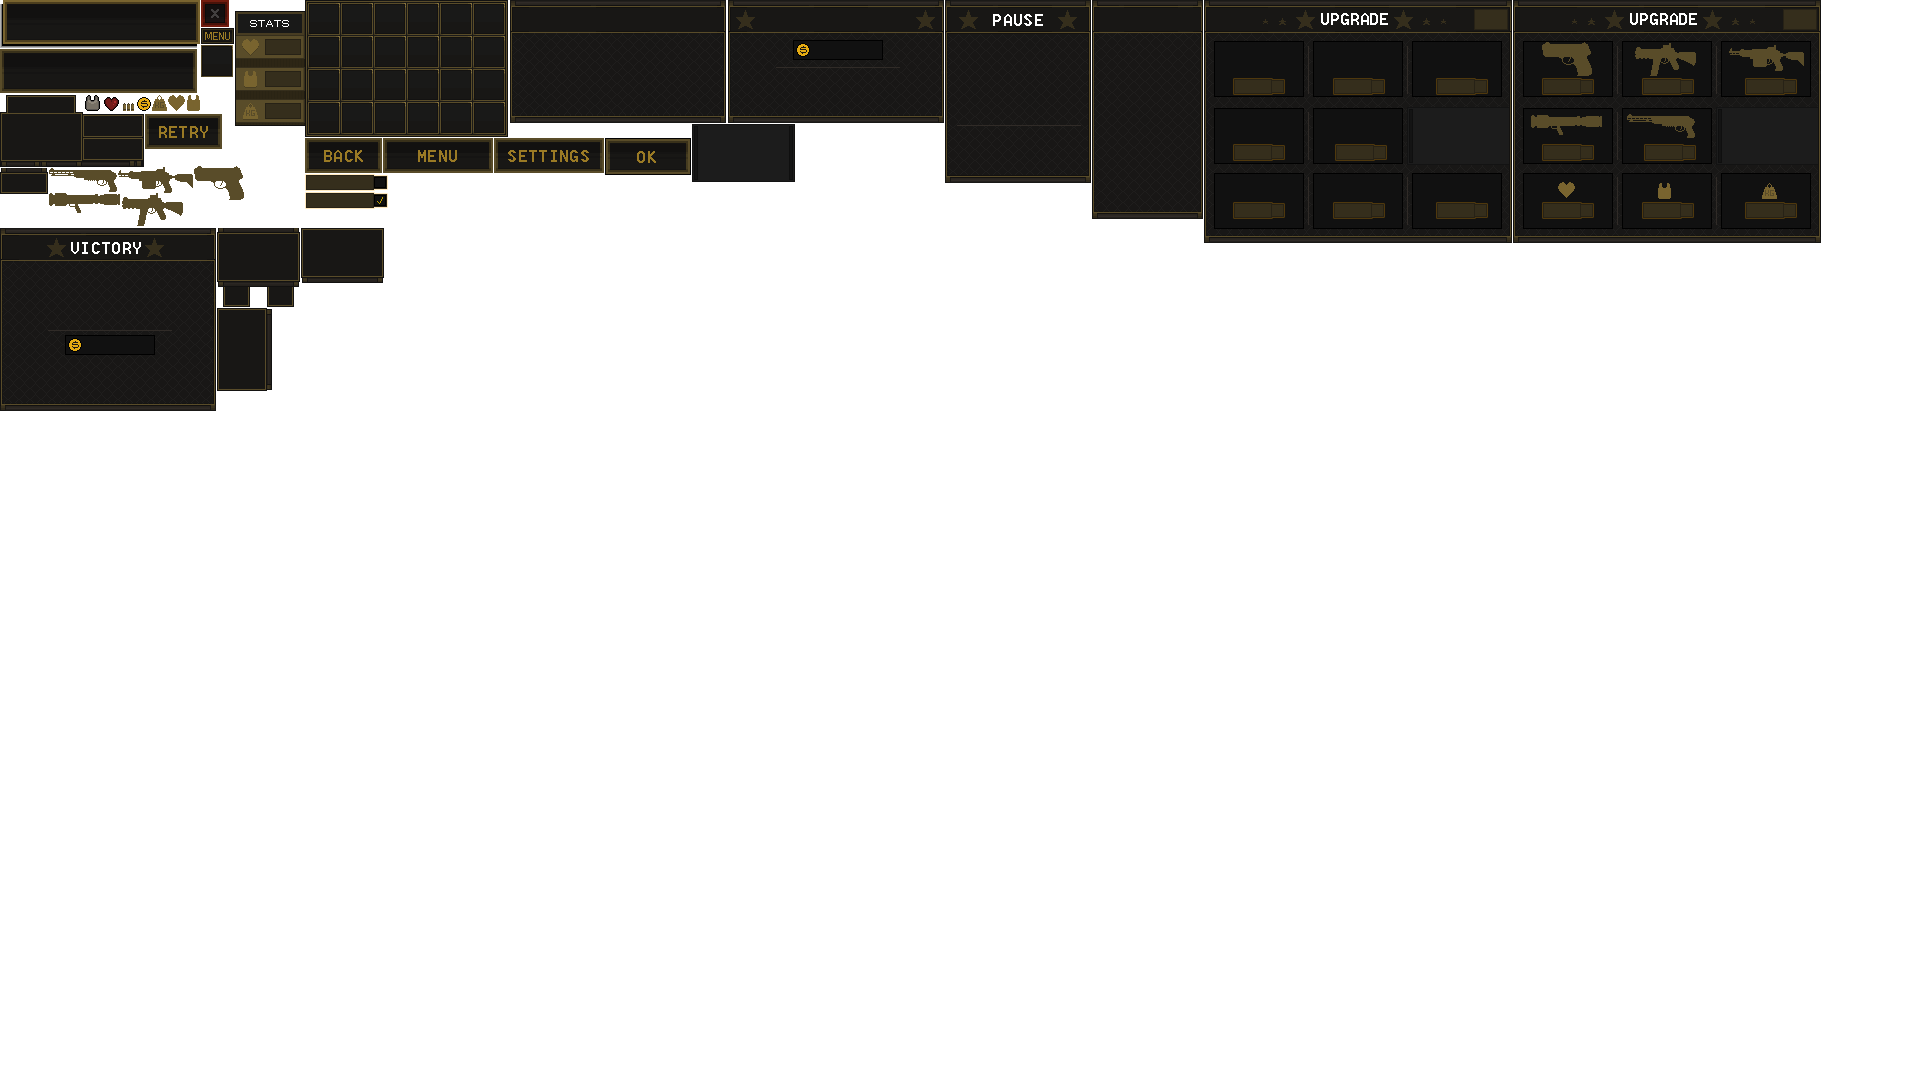 MENU
STATS
PAUSE
UPGRADE
UPGRADE
RETRY
BACK
MENU
SETTINGS
OK
VICTORY